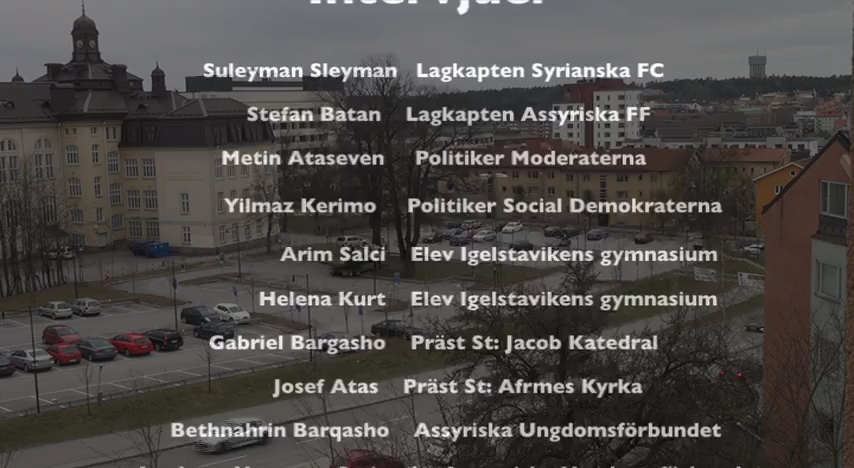 Intervjuer
Suleyman Sleyman Lagkapten Syrianska FC
Stefan Batan Lagkapten Assyriska FF
Metin Ataseven Politiker Moderaterna
Yilmaz Kerimo Politiker Social Demokraterna
Arim Salci Elev Igelstavikens gymnasium
Helena Kurt Elev Igelstavikens gymnasium
Gabriel Bargasho Präst St: Jacob Katedral
Josef Atas Präst St: Afrmes Kyrka
Bethnahrin Barqasho Assyriska Ungdomsförbundet